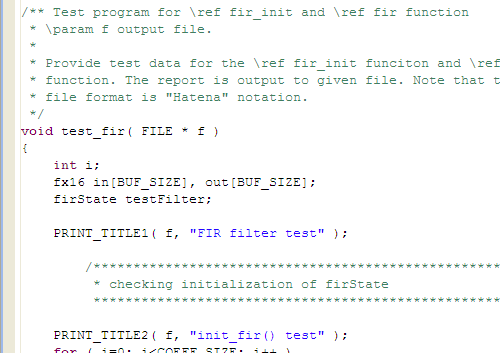 /** Test program for \ref fir_init and \ref fir function
 * \param f output file.
 *
 * Provide test data for the \ref fir_init funciton and \ref
 * function. The report is output to given file. Note that t
 * file format is "Hatena" notation.
 */
void test_fir( FILE * f )
{
    int i;
    fx16 in[BUF_SIZE], out[BUF_SIZE];
    firState testFilter;

    PRINT_TITLE1( f, "FIR filter test" );

        /***************************************************
         * checking initialization of firState
         ***************************************************

    PRINT_TITLE2( f, "init_fir() test" );
    for ( i=0; i<COEFF_SIZE; i++ )